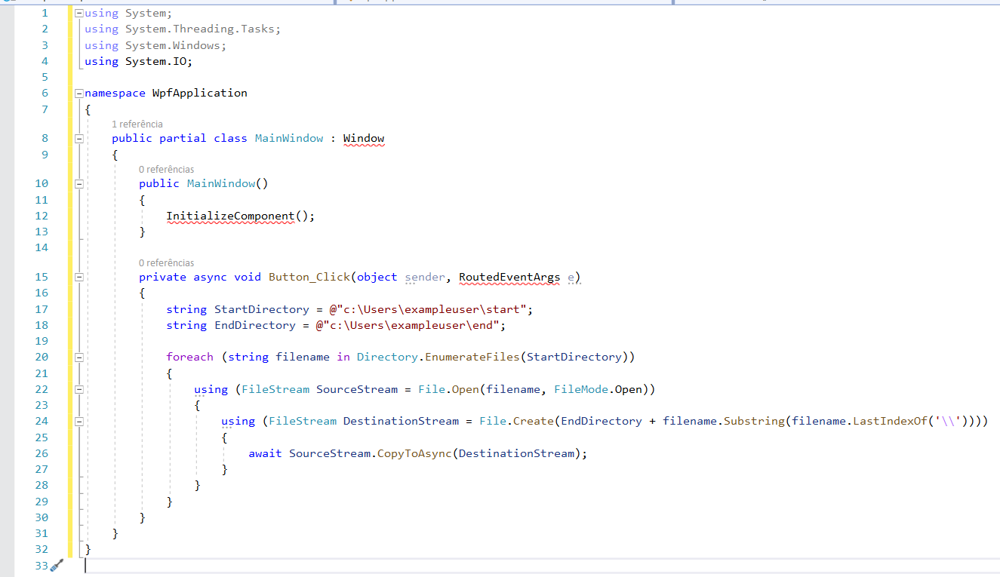 1 using System;
2 using System.Threading.Tasks;
3 using System.Windows;
4 using System.IO;
5
6 namespace WpfApplication
7 {
1 referência
8 public partial class MainWindow : Window
9 {
0 referências
10 public MainWindow()
11 {
12 InitializeComponent();
13 }
14
0 referências
15 private async void Button_Click(object sender, RoutedEventArgs e)
16 {
17 string StartDirectory = @"c:\Users\exampleuser\start";
18 string EndDirectory = @"c:\Users\exampleuser\end";
19
20 foreach (string filename in Directory.EnumerateFiles(StartDirectory))
21 {
22 using (FileStream SourceStream = File.Open(filename, FileMode.Open))
23 {
24 using (FileStream DestinationStream = File.Create(EndDirectory + filename.Substring(filename.LastIndexOf('\\'))))
25 {
26 await SourceStream.CopyToAsync(DestinationStream);
27 }
28 }
29 }
30 }
31 }
32 }
33